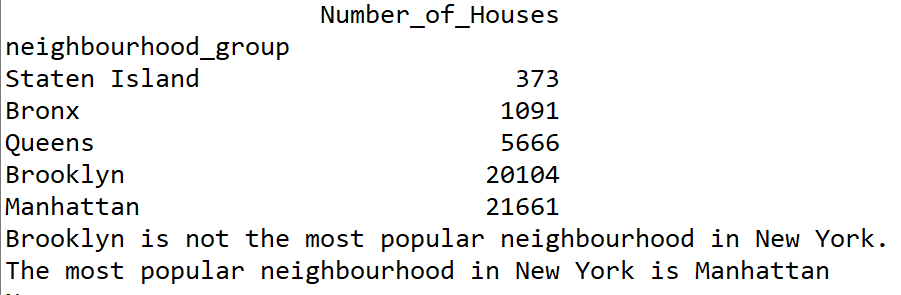 Number_of_Houses
neighbourhood_group
Staten Island 373
Bronx 1091
Queens 5666
Brooklyn 20104
Manhattan 21661
Brooklyn is not the most popular neighbourhood in New York.
The most popular neighbourhood in New York is Manhattan